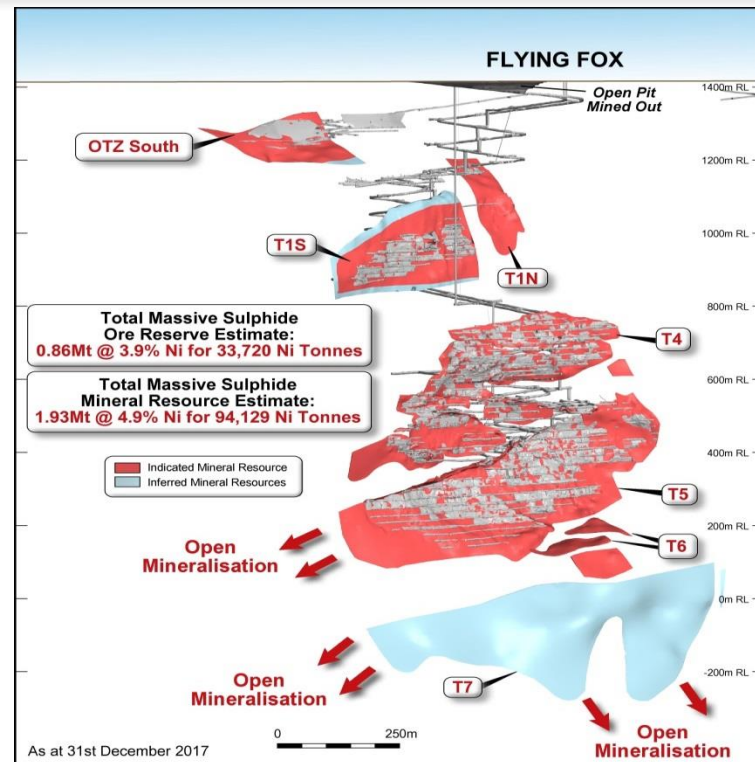 FLYING FOX
Open Pit
Mined Out
1400m RL
OTZ South
1200m RL
1000m RL
T1S
T1N
800m RL
Total Massive Sulphide
Ore Reserve Estimate:
0.86Mt @ 3.9% Ni for 33,720 Ni Tonnes
T4
600m RL
Total Massive Sulphide
Mineral Resource Estimate:
1.93Mt @ 4.9% Ni for 94,129 Ni Tonnes
Indicated Mineral Resource
Inferred Mineral Resources
400m RL
T5
200m RL
Open
Mineralisation
T6
0m RL
Open
Mineralisation
T7
-200m RL
0
250m
Open
Mineralisation
As at 31st December 2017